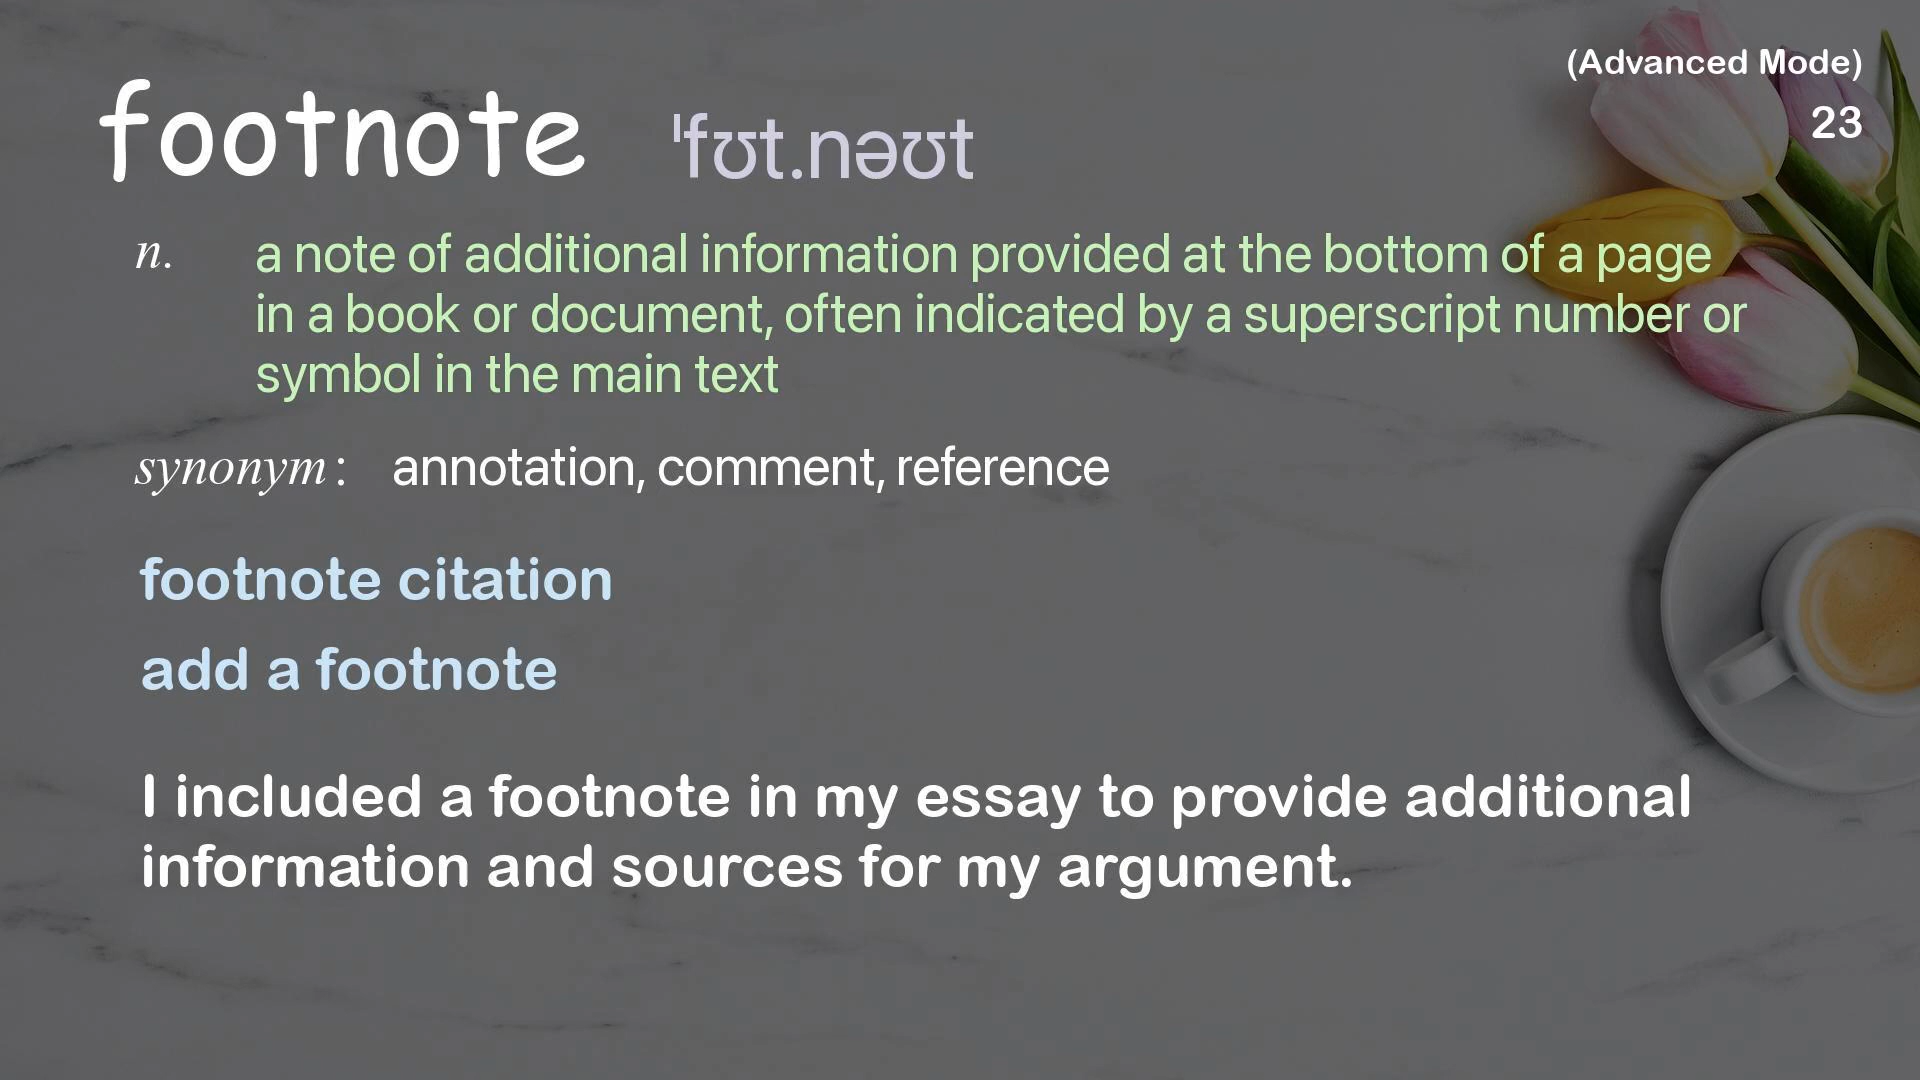 (Advanced Mode)
footnote ˈfʊt.nəʊt
23
n. a note of additional information provided at the bottom of a page
in a book or document, often indicated by a superscript number or
symbol in the main text
synonym: annotation, comment, reference
footnote citation
add a footnote
I included a footnote in my essay to provide additional
information and sources for my argument.